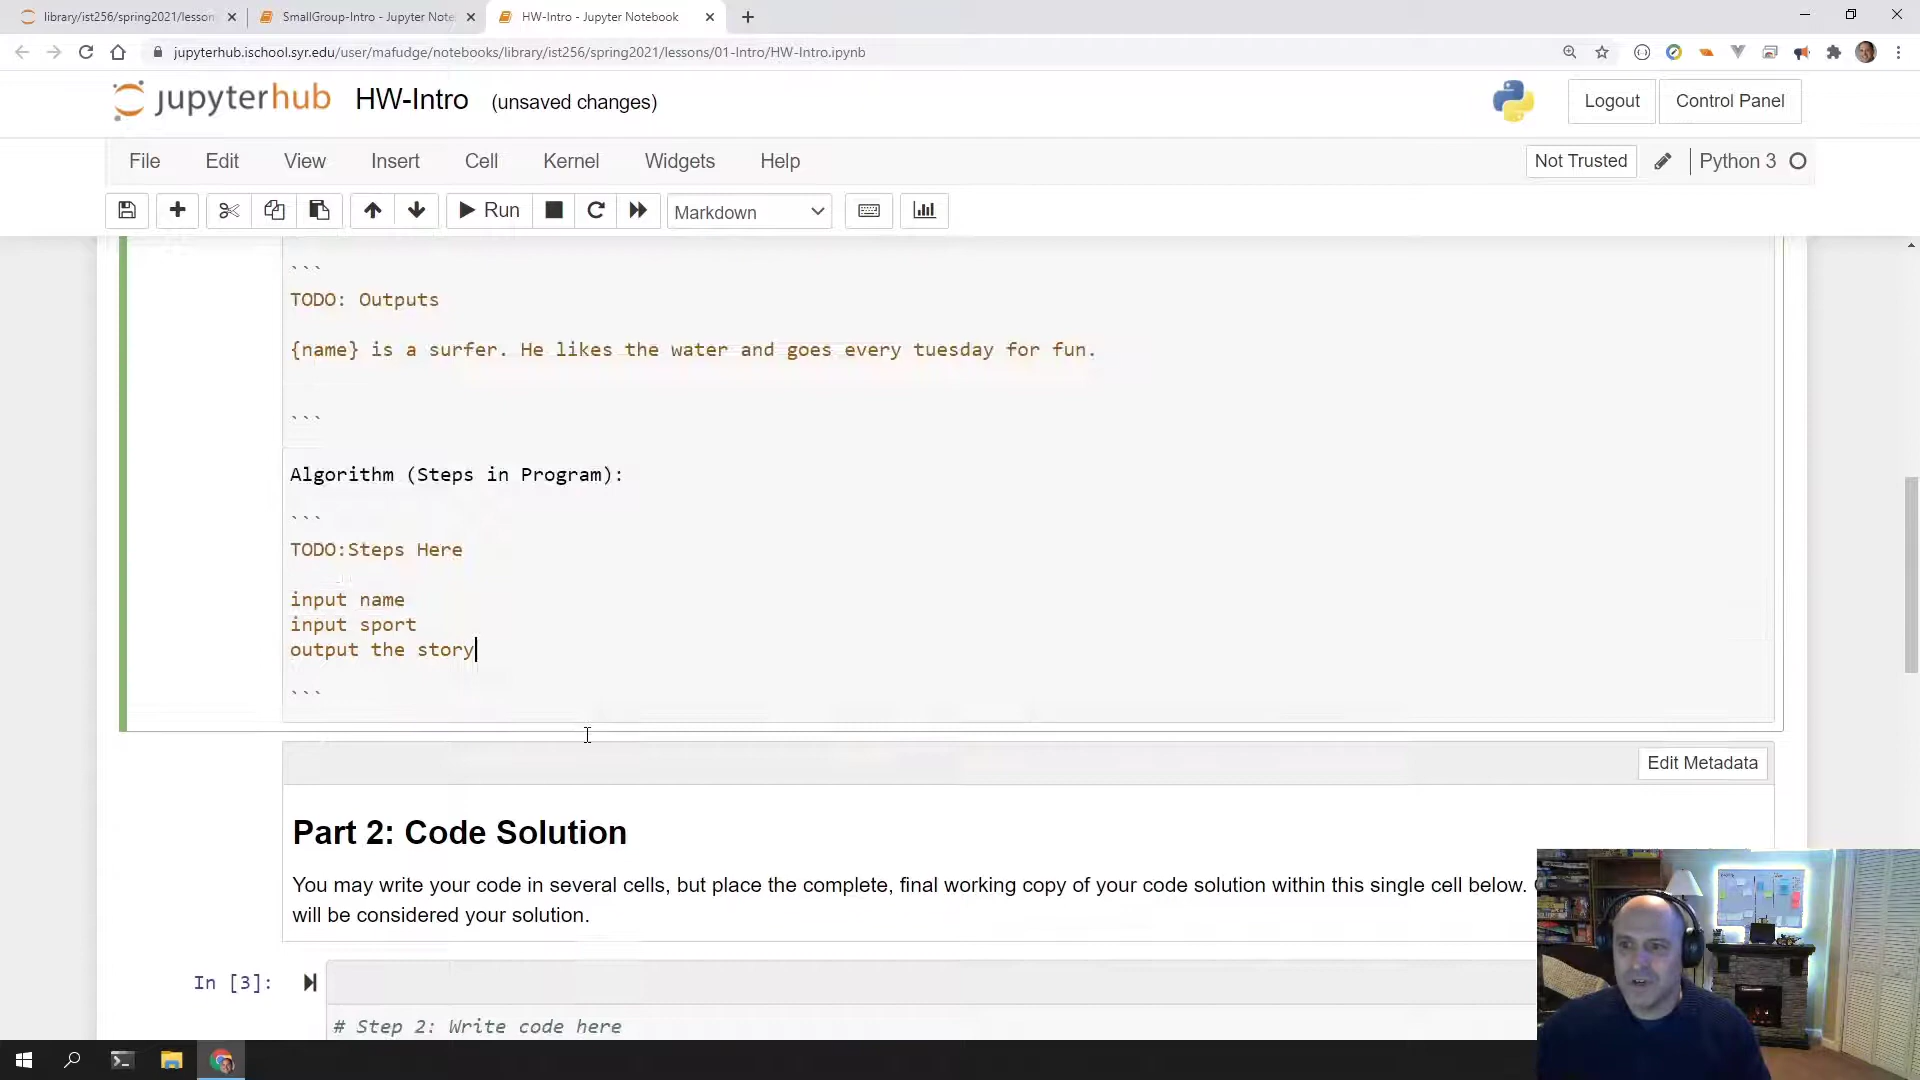 library/ist256/spring2021/lesson
SmallGroup-Intro - Jupyter Note
HW-Intro - Jupyter Notebook
jupyterhub.ischool.syr.edu/user/mafudge/notebooks/library/ist256/spring2021/lessons/01-Intro/HW-Intro.ipynb
jupyterhub HW-Intro (unsaved changes)
Logout Control Panel
File Edit View Insert Cell Kernel Widgets Help
Not Trusted Python 3
Run Markdown
```
TODO: Outputs
{name} is a surfer. He likes the water and goes every tuesday for fun.
```
Algorithm (Steps in Program):
```
TODO:Steps Here
input name
input sport
output the story
```
Edit Metadata
Part 2: Code Solution
You may write your code in several cells, but place the complete, final working copy of your code solution within this single cell below.
will be considered your solution.
In [3]:
# Step 2: Write code here